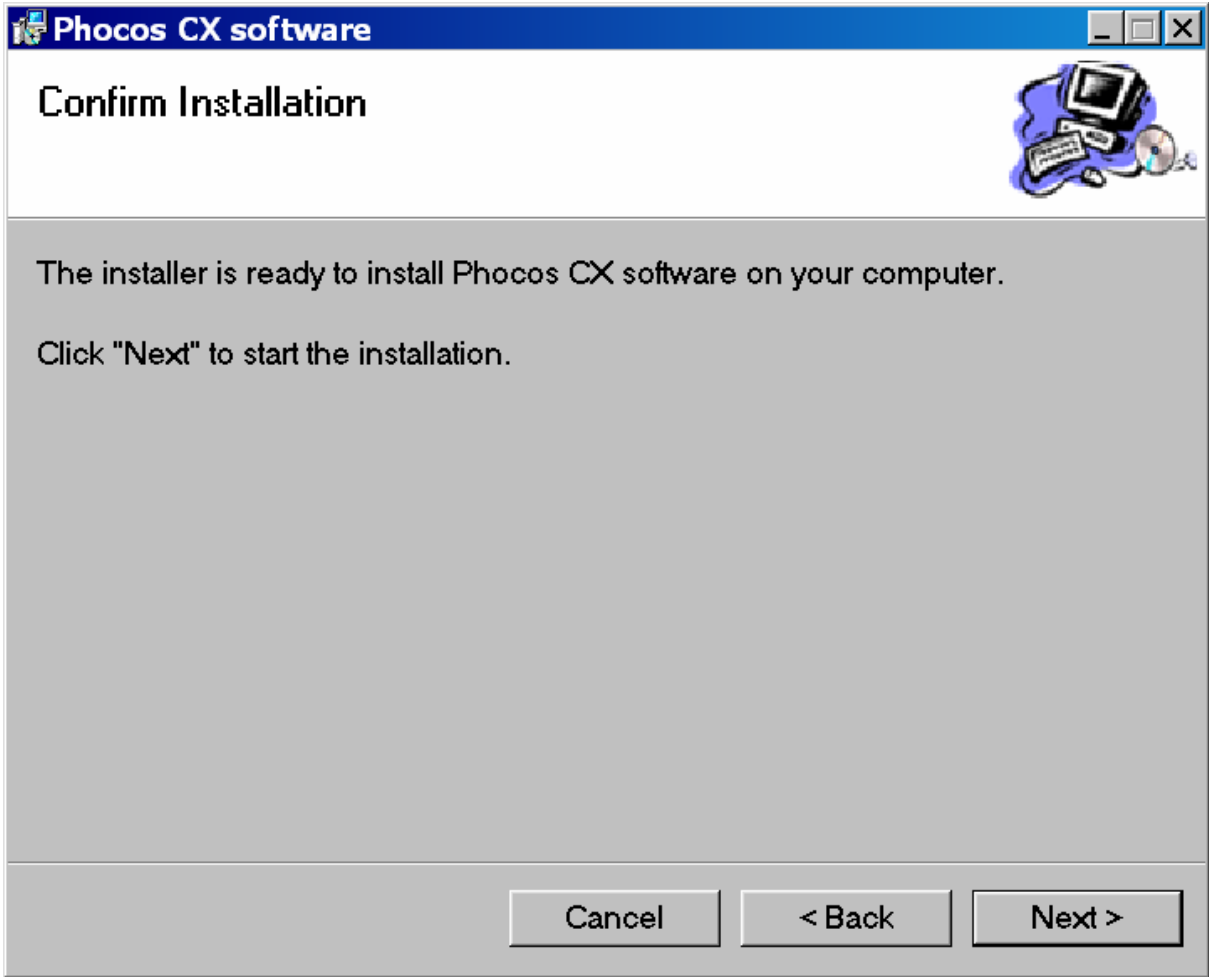 Phocos CX software
Confirm Installation
The installer is ready to install Phocos CX software on your computer.
Click "Next" to start the installation.
Cancel
< Back
Next >